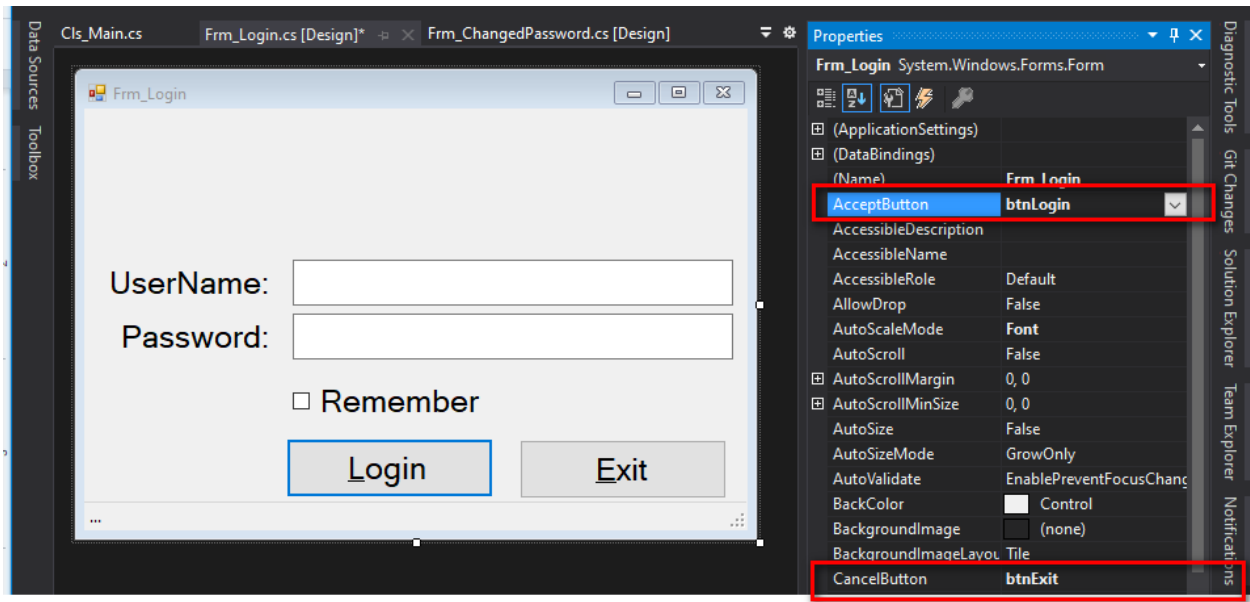 Data Sources
Toolbox
Cls_Main.cs Frm_Login.cs [Design]* Frm_ChangedPassword.cs [Design]
Frm_Login
UserName:
Password:
Remember
Login Exit
...
Properties
Frm_Login System.Windows.Forms.Form
(ApplicationSettings)
(DataBindings)
(Name) Frm_Login
AcceptButton btnLogin
AccessibleDescription
AccessibleName
AccessibleRole Default
AllowDrop False
AutoScaleMode Font
AutoScroll False
AutoScrollMargin 0, 0
AutoScrollMinSize 0, 0
AutoSize False
AutoSizeMode GrowOnly
AutoValidate EnablePreventFocusChang
BackColor Control
BackgroundImage (none)
BackgroundImageLayou Tile
CancelButton btnExit
Diagnostic Tools
Git Changes
Solution Explorer
Team Explorer
Notifications